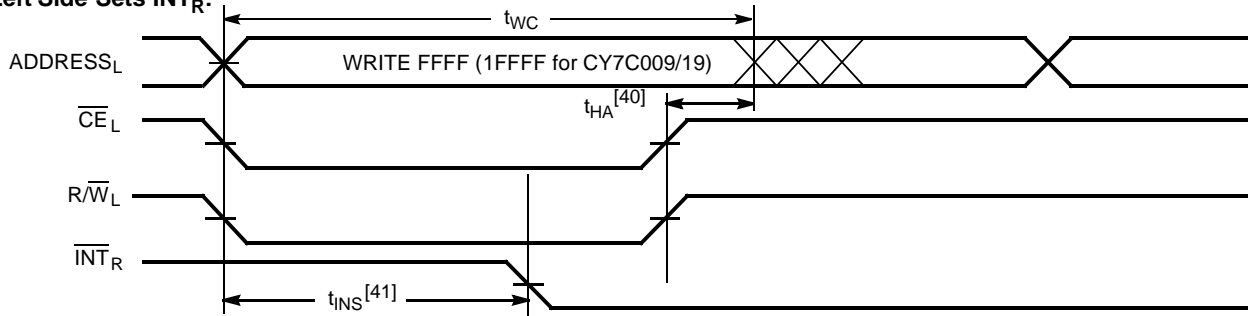 Left Side Sets INTR:
tWC
ADDRESSL
WRITE FFFF (1FFFF for CY7C009/19)
tHA[40]
CEL
R/WL
INTR
tINS[41]